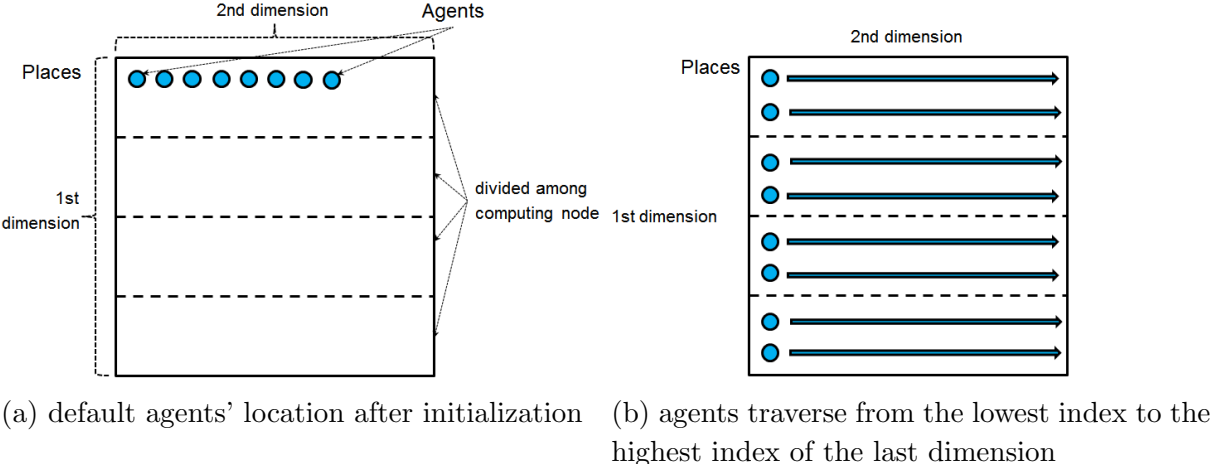 2nd dimension
Agents
Places
1st
dimension
divided among
computing node
(a) default agents' location after initialization
2nd dimension
Places
1st dimension
(b) agents traverse from the lowest index to the
highest index of the last dimension